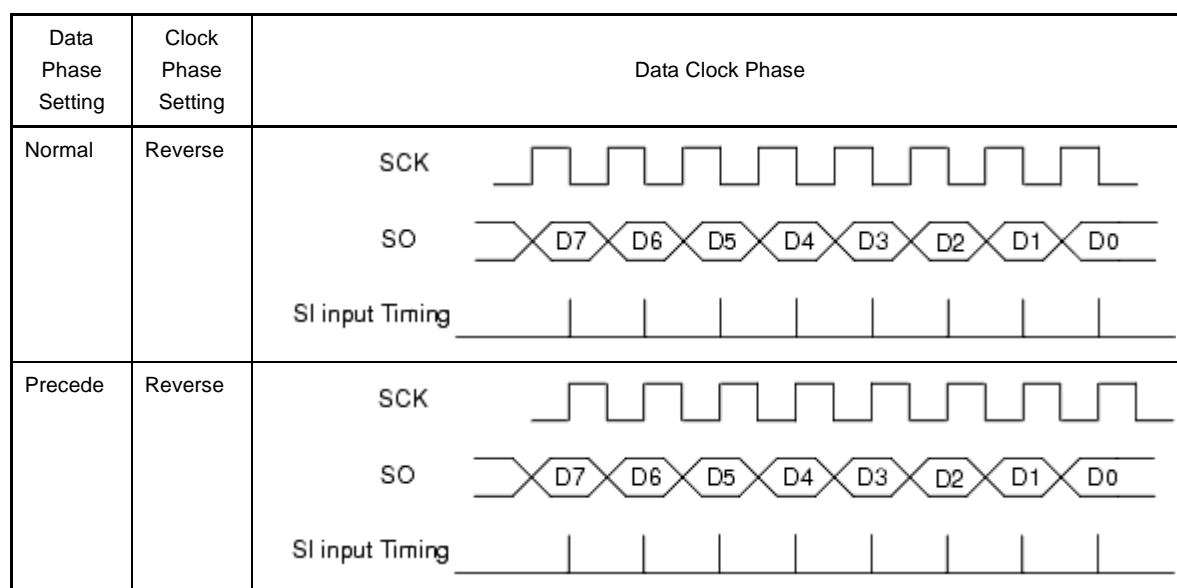 Data Phase Setting
Clock Phase Setting
Data Clock Phase
Normal
Reverse
SCK
SO
D7 D6 D5 D4 D3 D2 D1 D0
SI input Timing
Precede
Reverse
SCK
SO
D7 D6 D5 D4 D3 D2 D1 D0
SI input Timing